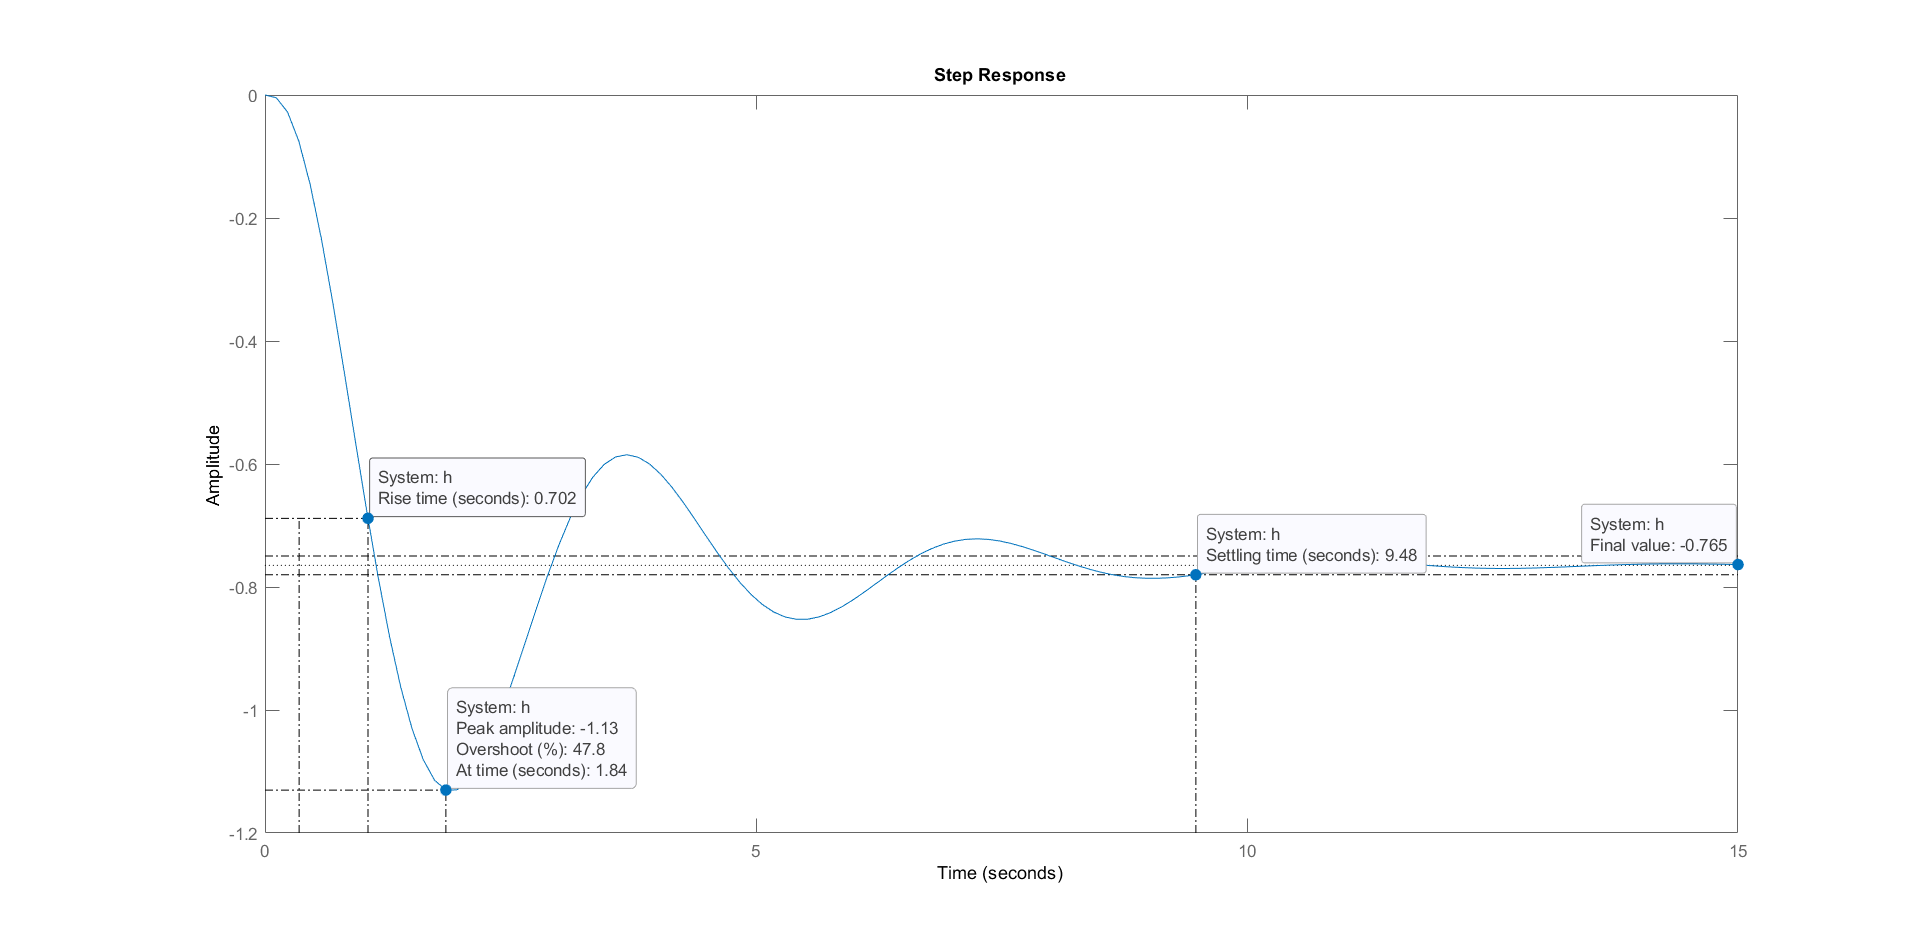 Step Response
0
-0.2
-0.4
-0.6
-0.8
-1
-1.2
Amplitude
System: h
Rise time (seconds): 0.702
System: h
Peak amplitude: -1.13
Overshoot (%): 47.8
At time (seconds): 1.84
System: h
Settling time (seconds): 9.48
System: h
Final value: -0.765
0
5
10
15
Time (seconds)